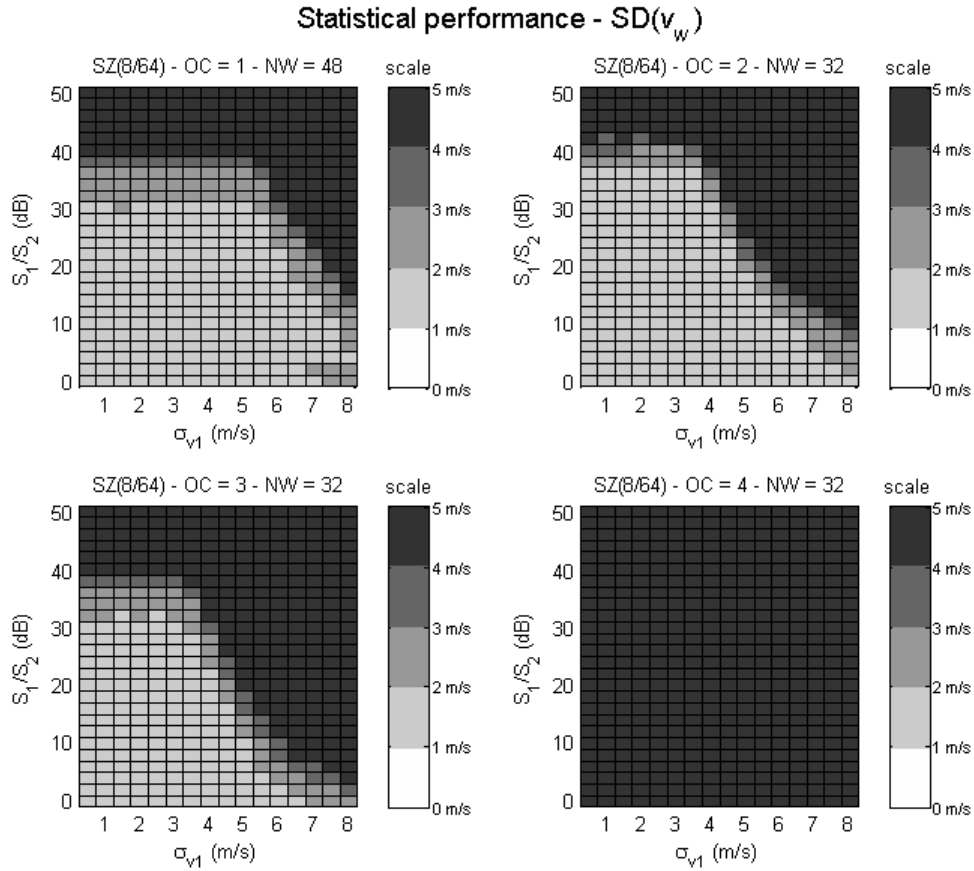 Statistical performance - SD(v_w)
SZ(8/64) - OC = 1 - NW = 48
scale
50
40
30
20
10
0
S_1/S_2 (dB)
1 2 3 4 5 6 7 8
σ_v1 (m/s)
5 m/s
4 m/s
3 m/s
2 m/s
1 m/s
0 m/s
SZ(8/64) - OC = 2 - NW = 32
scale
50
40
30
20
10
0
S_1/S_2 (dB)
1 2 3 4 5 6 7 8
σ_v1 (m/s)
5 m/s
4 m/s
3 m/s
2 m/s
1 m/s
0 m/s
SZ(8/64) - OC = 3 - NW = 32
scale
50
40
30
20
10
0
S_1/S_2 (dB)
1 2 3 4 5 6 7 8
σ_v1 (m/s)
5 m/s
4 m/s
3 m/s
2 m/s
1 m/s
0 m/s
SZ(8/64) - OC = 4 - NW = 32
scale
50
40
30
20
10
0
S_1/S_2 (dB)
1 2 3 4 5 6 7 8
σ_v1 (m/s)
5 m/s
4 m/s
3 m/s
2 m/s
1 m/s
0 m/s